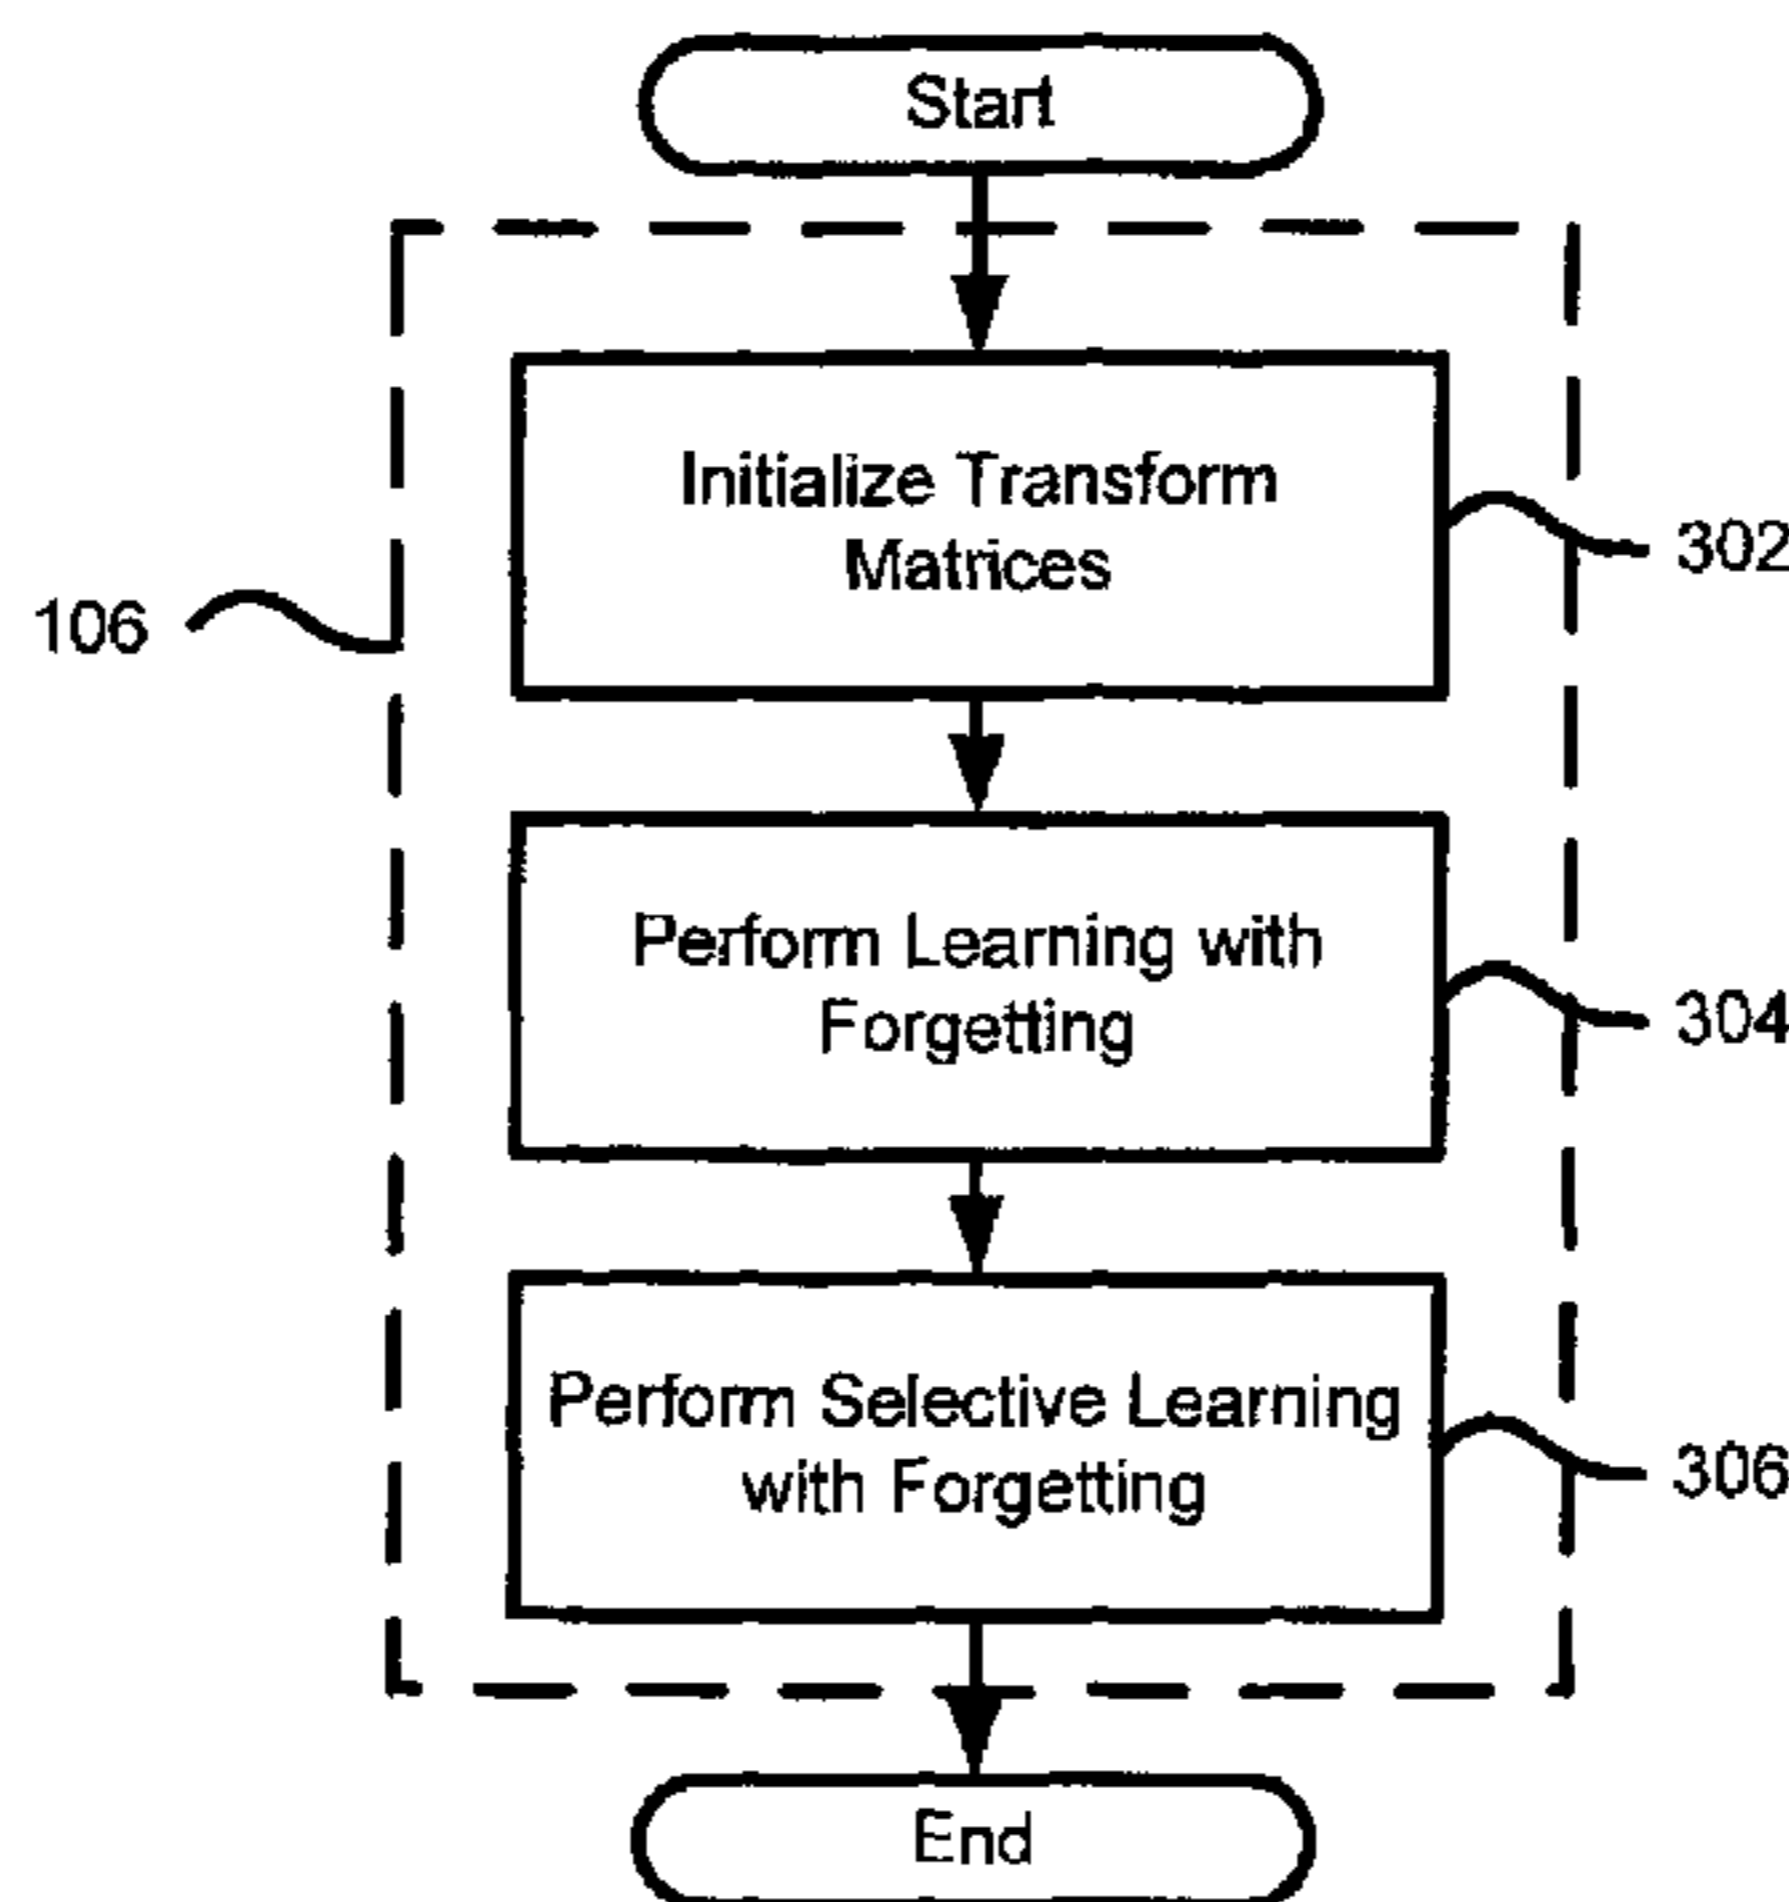 Start
Initialize Transform
Matrices
302
106
Perform Learning with
Forgetting
304
Perform Selective Learning
with Forgetting
306
End